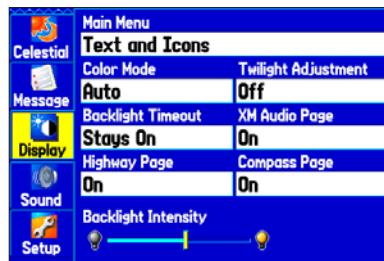 Celestial
Message
Display
Sound
Setup
Main Menu
Text and Icons
Color Mode
Twilight Adjustment
Auto
Off
Backlight Timeout
XM Audio Page
Stays On
On
Highway Page
Compass Page
On
On
Backlight Intensity